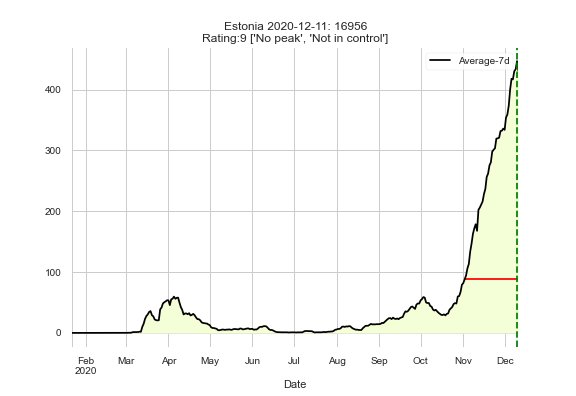 Estonia 2020-12-11: 16956
Rating:9 ['No peak', 'Not in control']
Average-7d
400
300
200
100
0
Feb Mar Apr May Jun Jul Aug Sep Oct Nov Dec
2020
Date